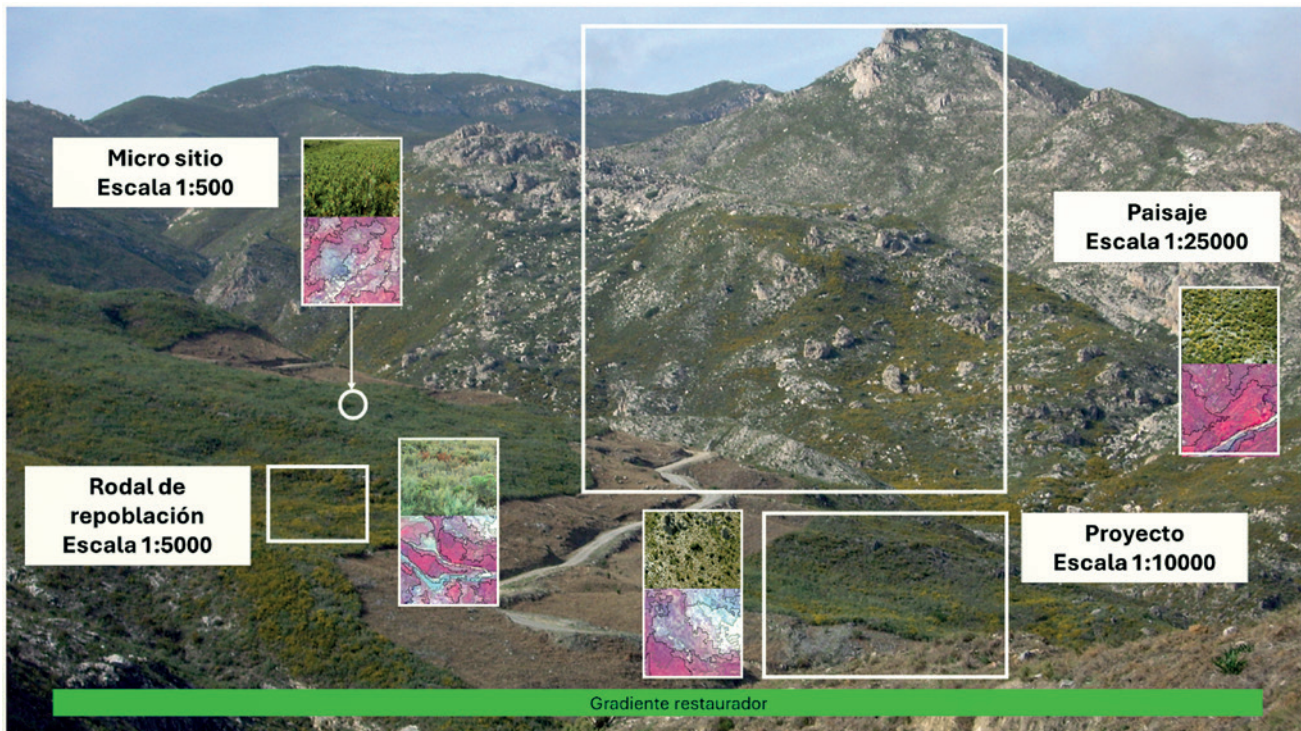 Micro sitio
Escala 1:500
Paisaje
Escala 1:25000
Rodal de
repoblación
Escala 1:5000
Proyecto
Escala 1:10000
Gradiente restaurador